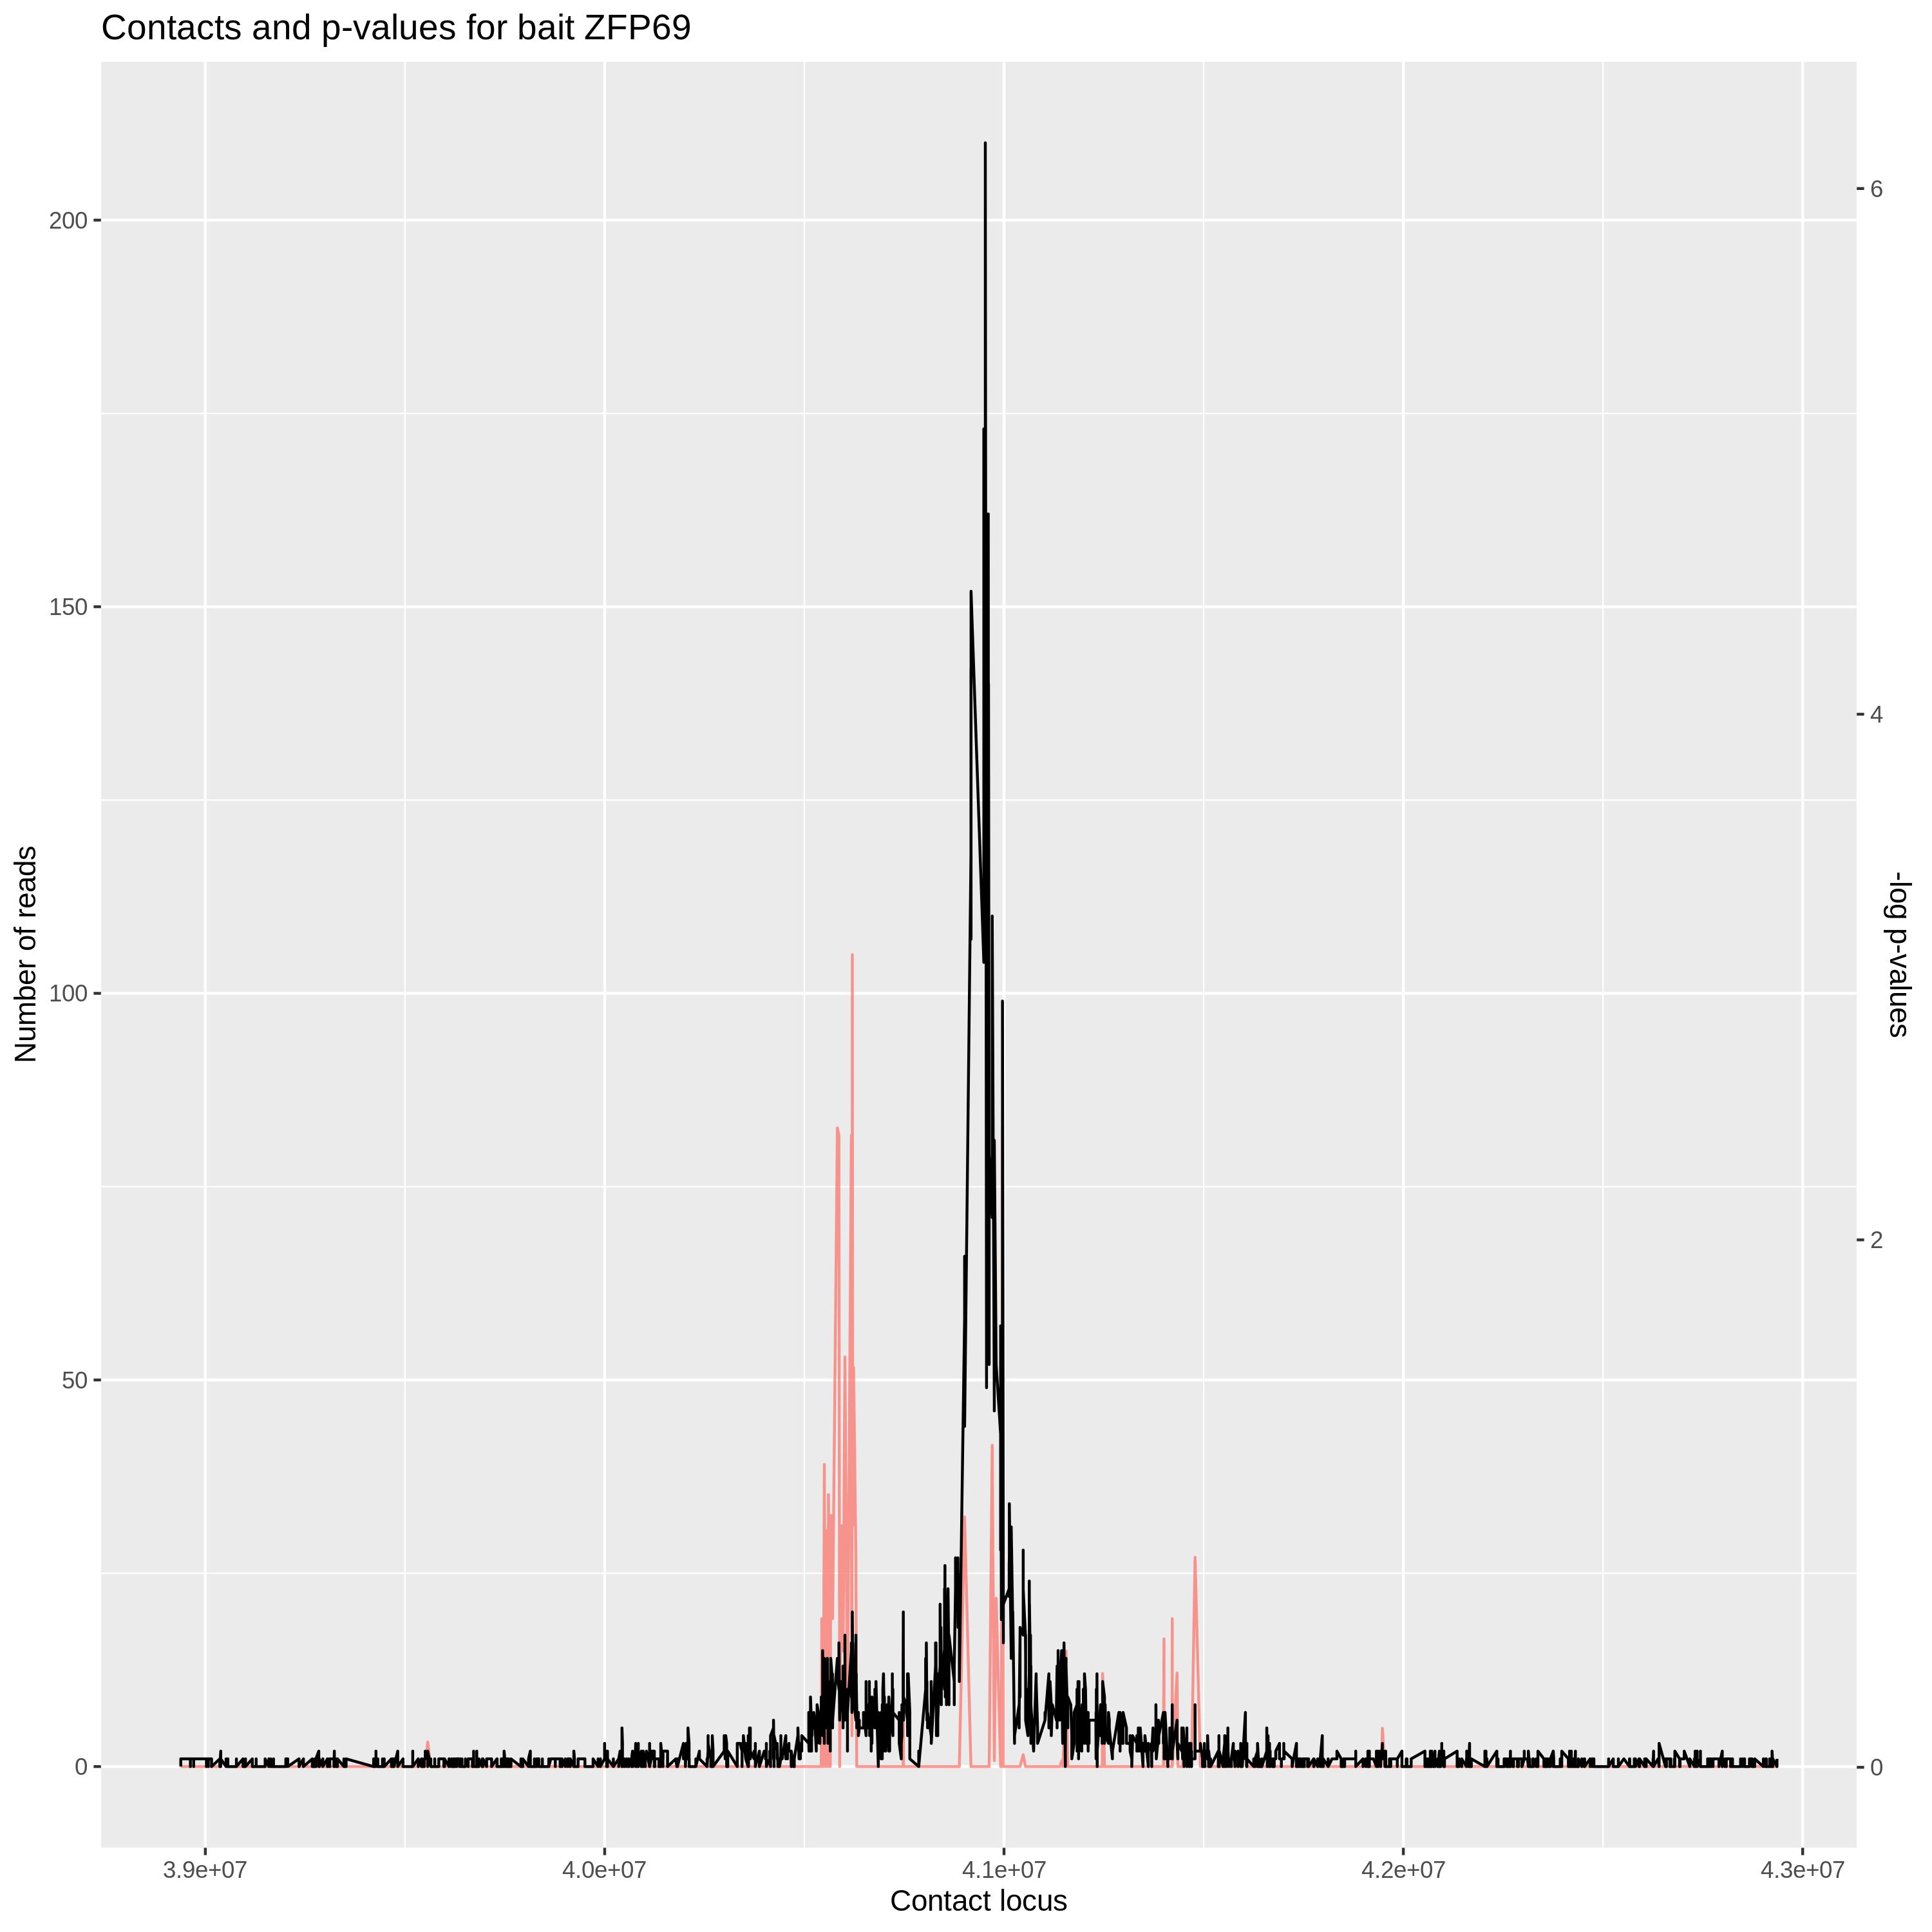 Contacts and p-values for bait ZFP69
200
150
100
50
0
Number of reads
6
4
2
0
-log p-values
3.9e+07 4.0e+07 4.1e+07 4.2e+07 4.3e+07
Contact locus